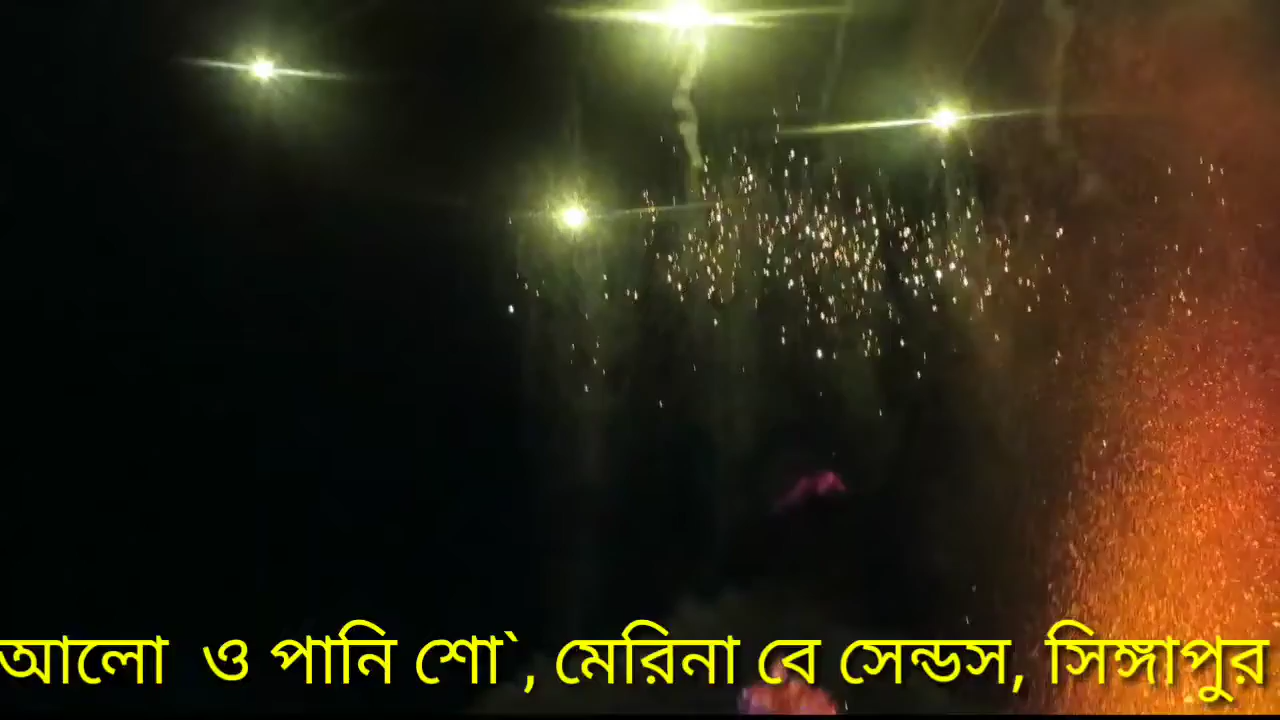 আলো ও পানি শো`, মেরিনা বে সেন্ডস, সিঙ্গাপুর